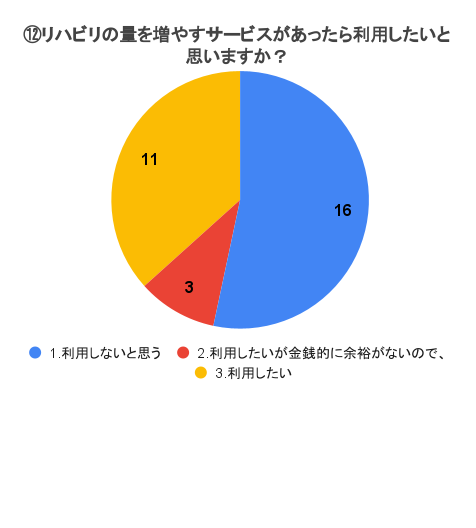 ⑫リハビリの量を増やすサービスがあったら利用したいと
思いますか？
11
16
3
1.利用しないと思う 2.利用したいが金銭的に余裕がないので、
3.利用したい